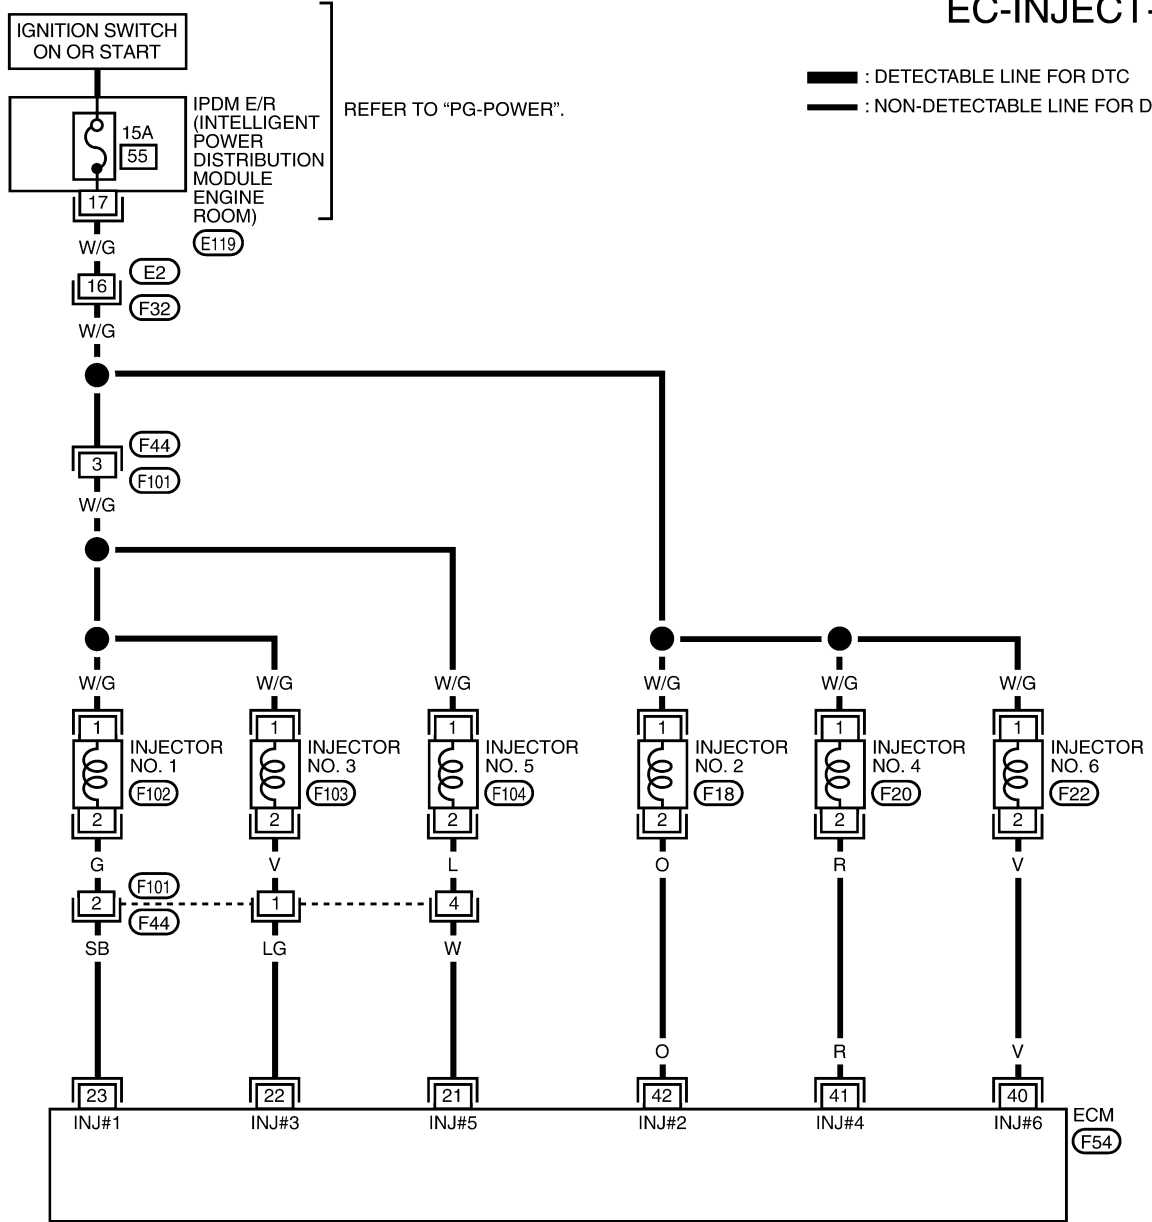 EC-INJECT-
IGNITION SWITCH
ON OR START
: DETECTABLE LINE FOR DTC
: NON-DETECTABLE LINE FOR D
IPDM E/R
(INTELLIGENT
POWER
DISTRIBUTION
MODULE
ENGINE
ROOM)
E119
REFER TO “PG-POWER”.
15A
55
17
W/G
16
E2
F32
W/G
3
F44
F101
W/G
W/G W/G W/G W/G W/G W/G
1 1 1 1 1 1
INJECTOR
NO. 1
F102
INJECTOR
NO. 3
F103
INJECTOR
NO. 5
F104
INJECTOR
NO. 2
F18
INJECTOR
NO. 4
F20
INJECTOR
NO. 6
F22
2 2 2 2 2 2
G V L O R V
F101
2 1 4
F44
SB LG W
O R V
23 22 21 42 41 40
INJ#1 INJ#3 INJ#5 INJ#2 INJ#4 INJ#6
ECM
F54